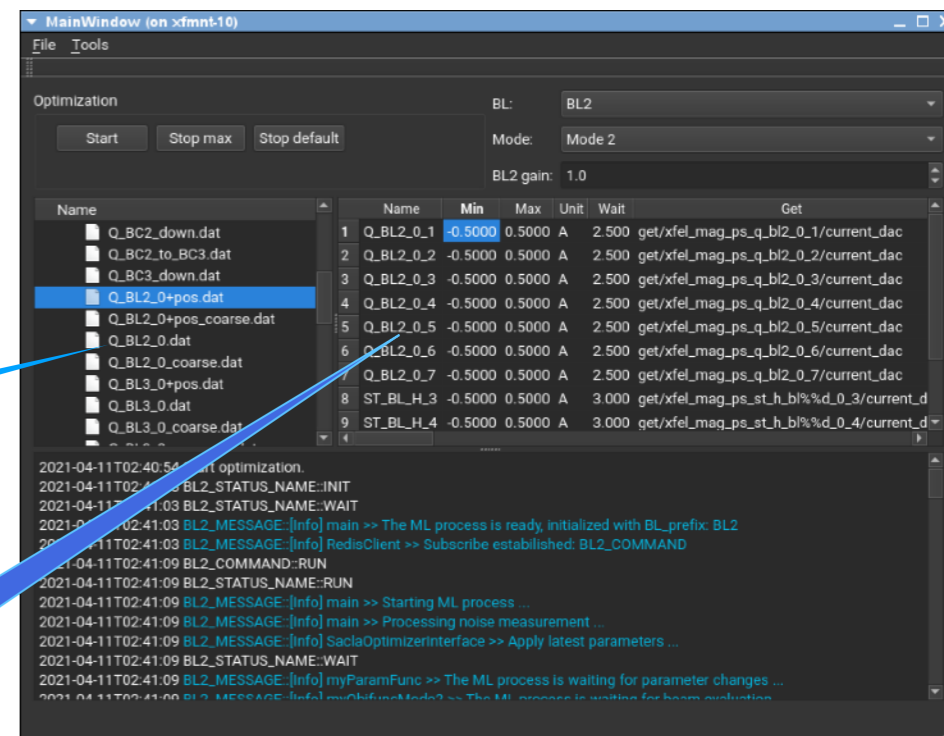 MainWindow (on xfmnt-10)
File Tools
Optimization
Start Stop max Stop default
BL: BL2
Mode: Mode 2
BL2 gain: 1.0
Name
Q_BC2_down.dat
Q_BC2_to_BC3.dat
Q_BC3_down.dat
Q_BL2_0+pos.dat
Q_BL2_0+pos_coarse.dat
Q_BL2_0.dat
Q_BL2_0_coarse.dat
Q_BL3_0+pos.dat
Q_BL3_0.dat
Q_BL3_0_coarse.dat
Name Min Max Unit Wait Get
1 Q_BL2_0_1 -0.5000 0.5000 A 2.500 get/xfel_mag_ps_q_bl2_0_1/current_dac
2 Q_BL2_0_2 -0.5000 0.5000 A 2.500 get/xfel_mag_ps_q_bl2_0_2/current_dac
3 Q_BL2_0_3 -0.5000 0.5000 A 2.500 get/xfel_mag_ps_q_bl2_0_3/current_dac
4 Q_BL2_0_4 -0.5000 0.5000 A 2.500 get/xfel_mag_ps_q_bl2_0_4/current_dac
5 Q_BL2_0_5 -0.5000 0.5000 A 2.500 get/xfel_mag_ps_q_bl2_0_5/current_dac
6 Q_BL2_0_6 -0.5000 0.5000 A 2.500 get/xfel_mag_ps_q_bl2_0_6/current_dac
7 Q_BL2_0_7 -0.5000 0.5000 A 2.500 get/xfel_mag_ps_q_bl2_0_7/current_dac
8 ST_BL_H_3 -0.5000 0.5000 A 3.000 get/xfel_mag_ps_st_h_bl%%d_0_3/current_d
9 ST_BL_H_4 -0.5000 0.5000 A 3.000 get/xfel_mag_ps_st_h_bl%%d_0_4/current_d
2021-04-11T02:40:54 optimization.
BL2_STATUS_NAME::INIT
BL2_STATUS_NAME::WAIT
2021-04-11T02:41:03 BL2_MESSAGE::[Info] main >> The ML process is ready, initialized with BL_prefix: BL2
2021-04-11T02:41:03 BL2_MESSAGE::[Info] RedisClient >> Subscribe estabilished: BL2_COMMAND
2021-04-11T02:41:09 BL2_COMMAND::RUN
2021-04-11T02:41:09 BL2_STATUS_NAME::RUN
2021-04-11T02:41:09 BL2_MESSAGE::[Info] main >> Starting ML process ...
2021-04-11T02:41:09 BL2_MESSAGE::[Info] main >> Processing noise measurement ...
2021-04-11T02:41:09 BL2_MESSAGE::[Info] SaclaOptimizerInterface >> Apply latest parameters ...
2021-04-11T02:41:09 BL2_STATUS_NAME::WAIT
2021-04-11T02:41:09 BL2_MESSAGE::[Info] myParamFunc >> The ML process is waiting for parameter changes ...
2021-04-11T02:41:09 BL2_MESSAGE::[Info] myObjfuncMode2 >> The ML process is waiting for beam evaluation